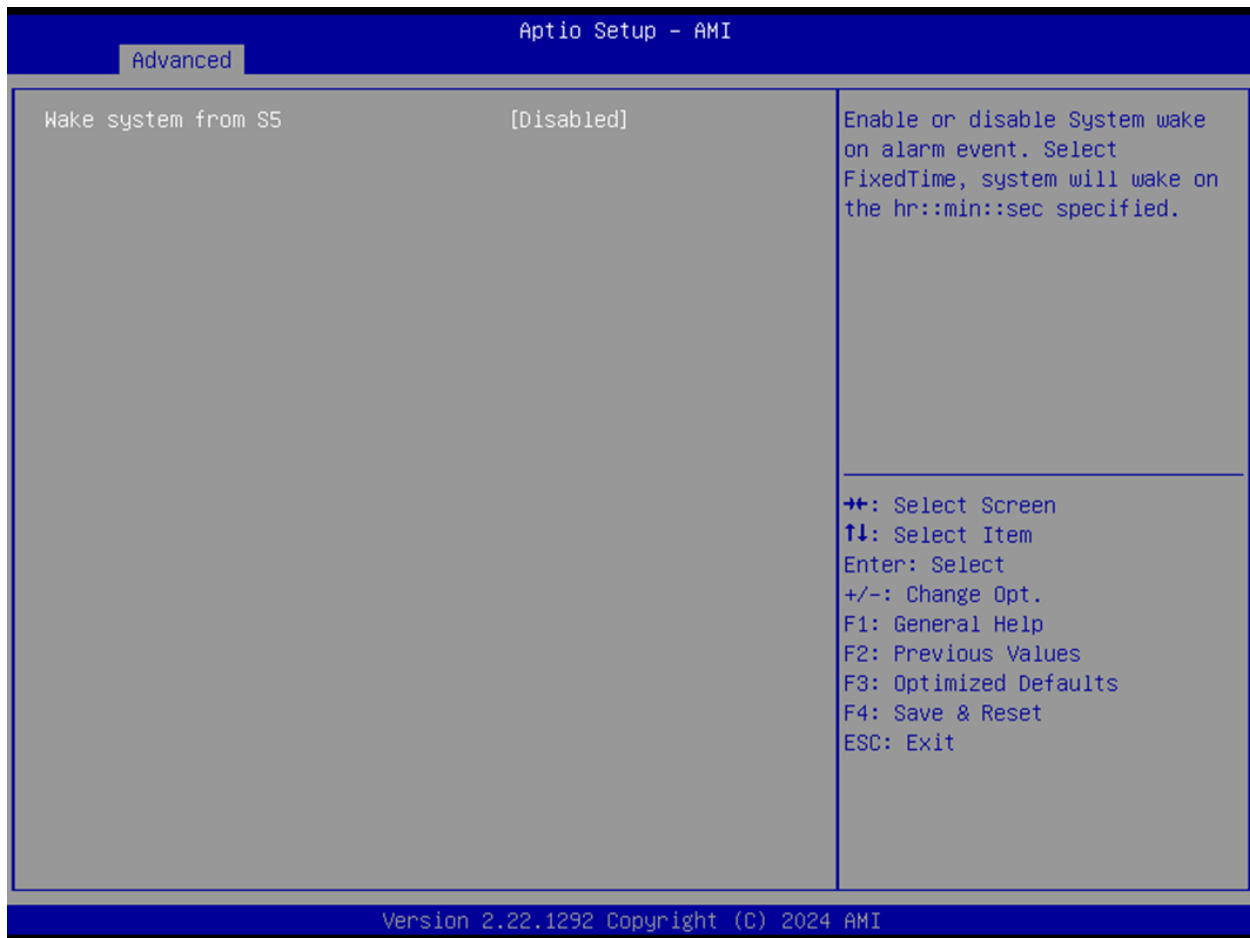 Aptio Setup – AMI
Advanced
Wake system from S5 [Disabled]
Enable or disable System wake
on alarm event. Select
FixedTime, system will wake on
the hr::min::sec specified.
→←: Select Screen
↑↓: Select Item
Enter: Select
+/-: Change Opt.
F1: General Help
F2: Previous Values
F3: Optimized Defaults
F4: Save & Reset
ESC: Exit
Version 2.22.1292 Copyright (C) 2024 AMI